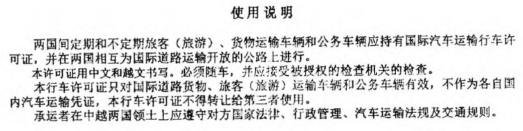 使用说明
两国间定期和不定期旅客（旅游）、货物运输车辆和公务车辆应持有国际汽车运输行车许
可证，并在两国相互为国际道路运输开放的公路上进行。
本许可证用中文和越文书写。必须随车，并应接受被授权的检查机关的检查。
本行车许可证只对国际道路货物、旅客（旅游）运输车辆和公务车辆有效，不作为各自国
内汽车运输凭证，本行车许可证不得转让给第三者使用。
承运者在中越两国领土上应遵守对方国家法律、行政管理、汽车运输法规及交通规则。